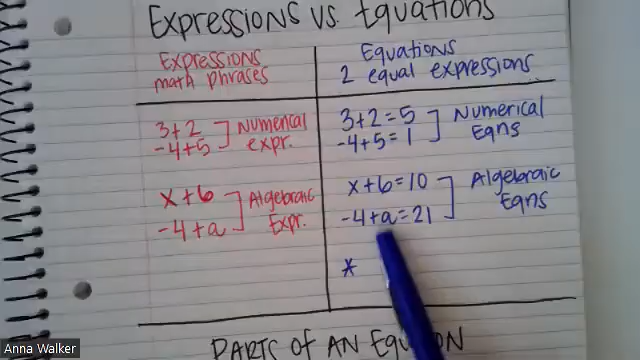 Expressions vs. Equations
Expressions
math phrases
Equations
2 equal expressions
3+2
-4+5
Numerical
expr.
3+2=5
-4+5=1
Numerical
Eqns
x+6
-4+a
Algebraic
Expr.
x+6=10
-4+a=21
Algebraic
Eqns
*
PARTS OF AN EQUATION
Anna Walker